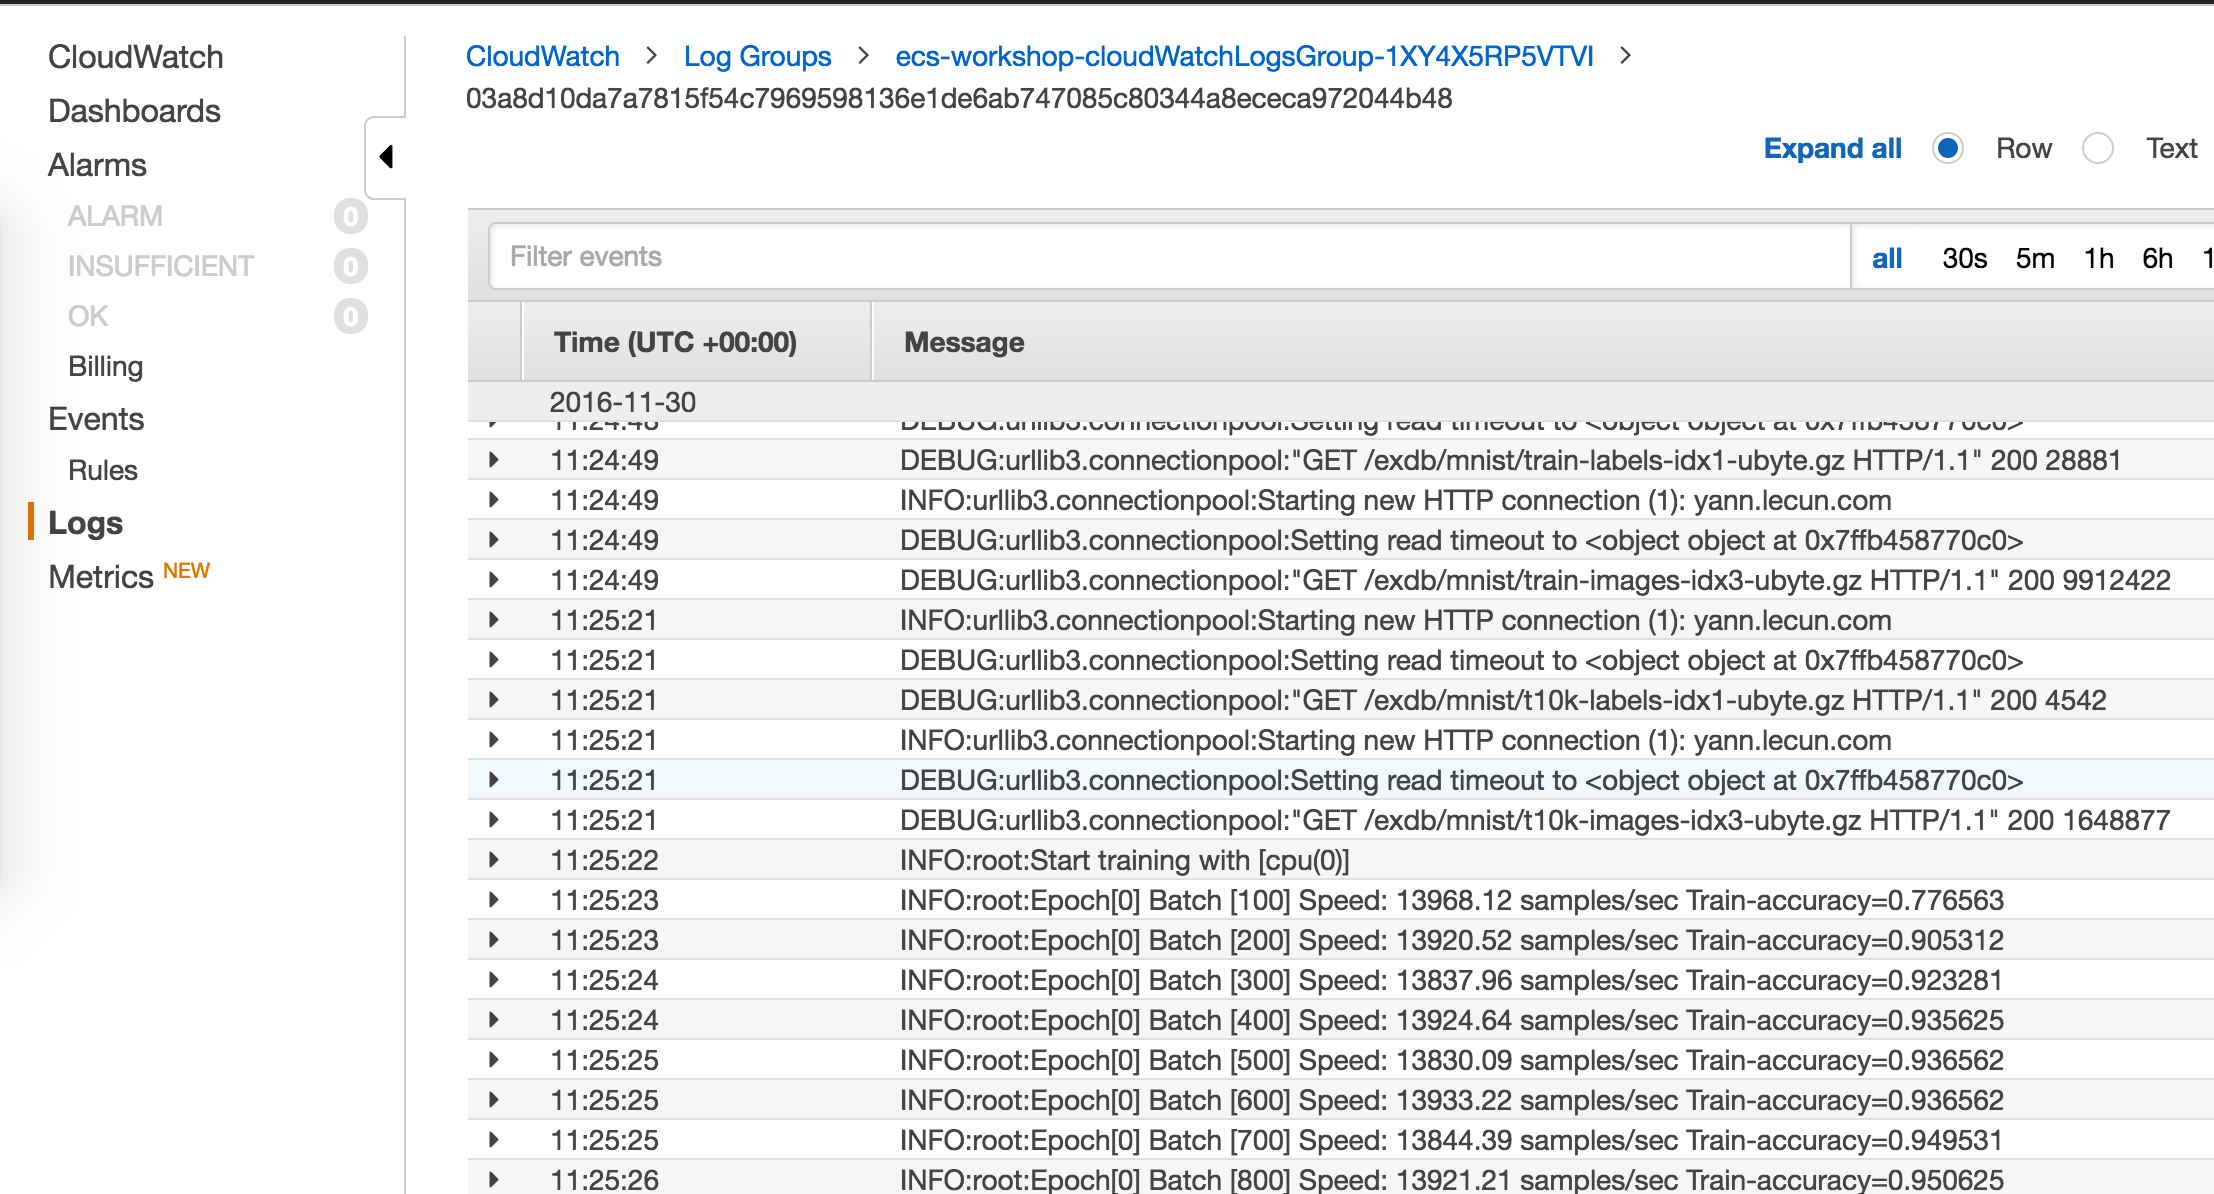 CloudWatch
Dashboards
Alarms
ALARM 0
INSUFFICIENT 0
OK 0
Billing
Events
Rules
Logs
Metrics NEW
CloudWatch > Log Groups > ecs-workshop-cloudWatchLogsGroup-1XY4X5RP5VTVI >
03a8d10da7a7815f54c7969598136e1de6ab747085c80344a8ececa972044b48
Expand all Row Text
Filter events all 30s 5m 1h 6h 1
Time (UTC +00:00) Message
2016-11-30
11:24:48 DEBUG:urllib3.connectionpool:Setting read timeout to <object object at 0x7ffb458770c0>
11:24:49 DEBUG:urllib3.connectionpool:"GET /exdb/mnist/train-labels-idx1-ubyte.gz HTTP/1.1" 200 28881
11:24:49 INFO:urllib3.connectionpool:Starting new HTTP connection (1): yann.lecun.com
11:24:49 DEBUG:urllib3.connectionpool:Setting read timeout to <object object at 0x7ffb458770c0>
11:24:49 DEBUG:urllib3.connectionpool:"GET /exdb/mnist/train-images-idx3-ubyte.gz HTTP/1.1" 200 9912422
11:25:21 INFO:urllib3.connectionpool:Starting new HTTP connection (1): yann.lecun.com
11:25:21 DEBUG:urllib3.connectionpool:Setting read timeout to <object object at 0x7ffb458770c0>
11:25:21 DEBUG:urllib3.connectionpool:"GET /exdb/mnist/t10k-labels-idx1-ubyte.gz HTTP/1.1" 200 4542
11:25:21 INFO:urllib3.connectionpool:Starting new HTTP connection (1): yann.lecun.com
11:25:21 DEBUG:urllib3.connectionpool:Setting read timeout to <object object at 0x7ffb458770c0>
11:25:21 DEBUG:urllib3.connectionpool:"GET /exdb/mnist/t10k-images-idx3-ubyte.gz HTTP/1.1" 200 1648877
11:25:22 INFO:root:Start training with [cpu(0)]
11:25:23 INFO:root:Epoch[0] Batch [100] Speed: 13968.12 samples/sec Train-accuracy=0.776563
11:25:23 INFO:root:Epoch[0] Batch [200] Speed: 13920.52 samples/sec Train-accuracy=0.905312
11:25:24 INFO:root:Epoch[0] Batch [300] Speed: 13837.96 samples/sec Train-accuracy=0.923281
11:25:24 INFO:root:Epoch[0] Batch [400] Speed: 13924.64 samples/sec Train-accuracy=0.935625
11:25:25 INFO:root:Epoch[0] Batch [500] Speed: 13830.09 samples/sec Train-accuracy=0.936562
11:25:25 INFO:root:Epoch[0] Batch [600] Speed: 13933.22 samples/sec Train-accuracy=0.936562
11:25:25 INFO:root:Epoch[0] Batch [700] Speed: 13844.39 samples/sec Train-accuracy=0.949531
11:25:26 INFO:root:Epoch[0] Batch [800] Speed: 13921.21 samples/sec Train-accuracy=0.950625